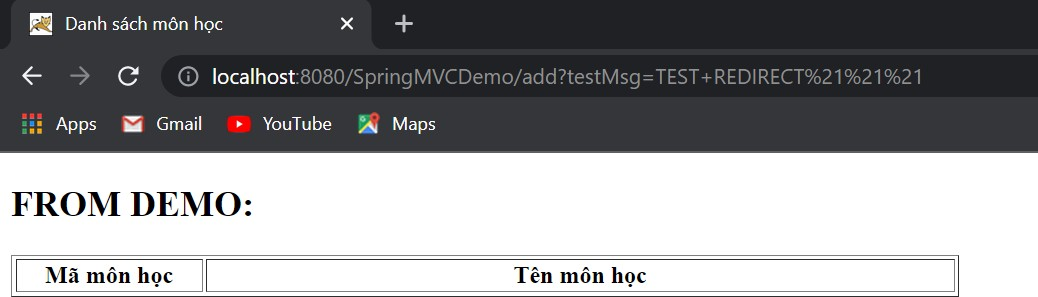 Danh sách môn học
localhost:8080/SpringMVCDemo/add?testMsg=TEST+REDIRECT%21%21%21
Apps Gmail YouTube Maps
FROM DEMO:
Mã môn học Tên môn học